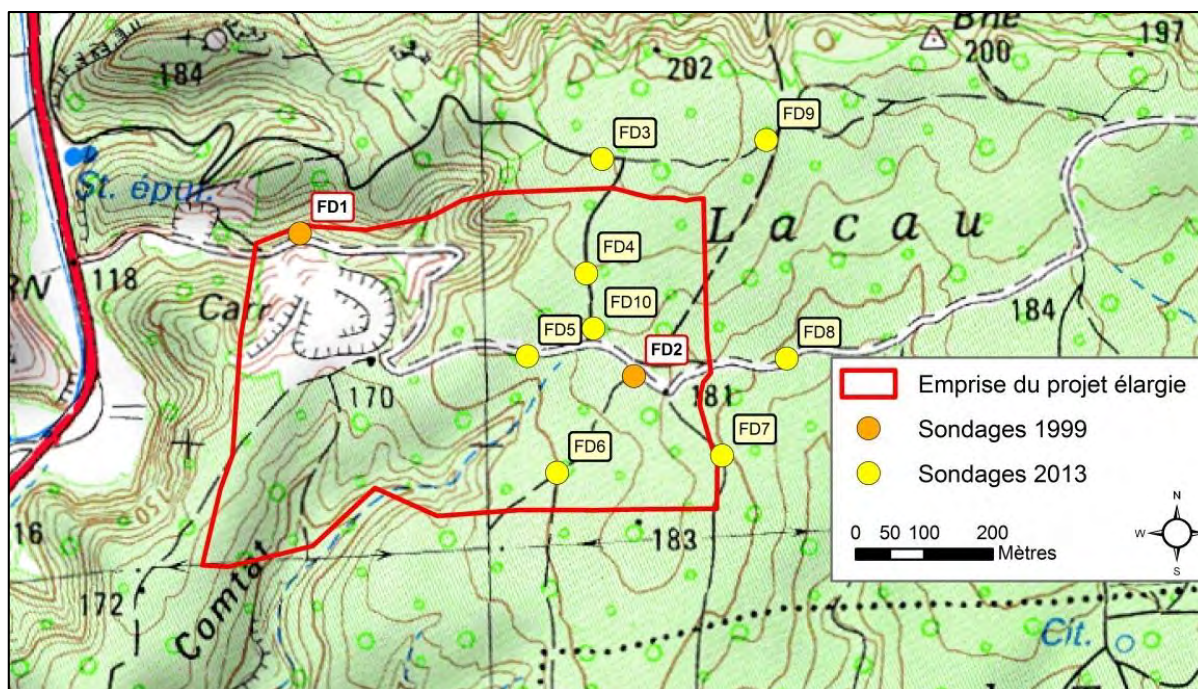 Bne
197
184
202
200
FD9
FD3
St. épur.
FD1
Lacau
FD4
118
Carr.
FD10
184
FD5
FD2
FD8
170
181
FD7
FD6
Emprise du projet élargie
Sondages 1999
Sondages 2013
N
W
E
S
0 50 100 200
Mètres
150
16
183
Comtat
172
Cit.